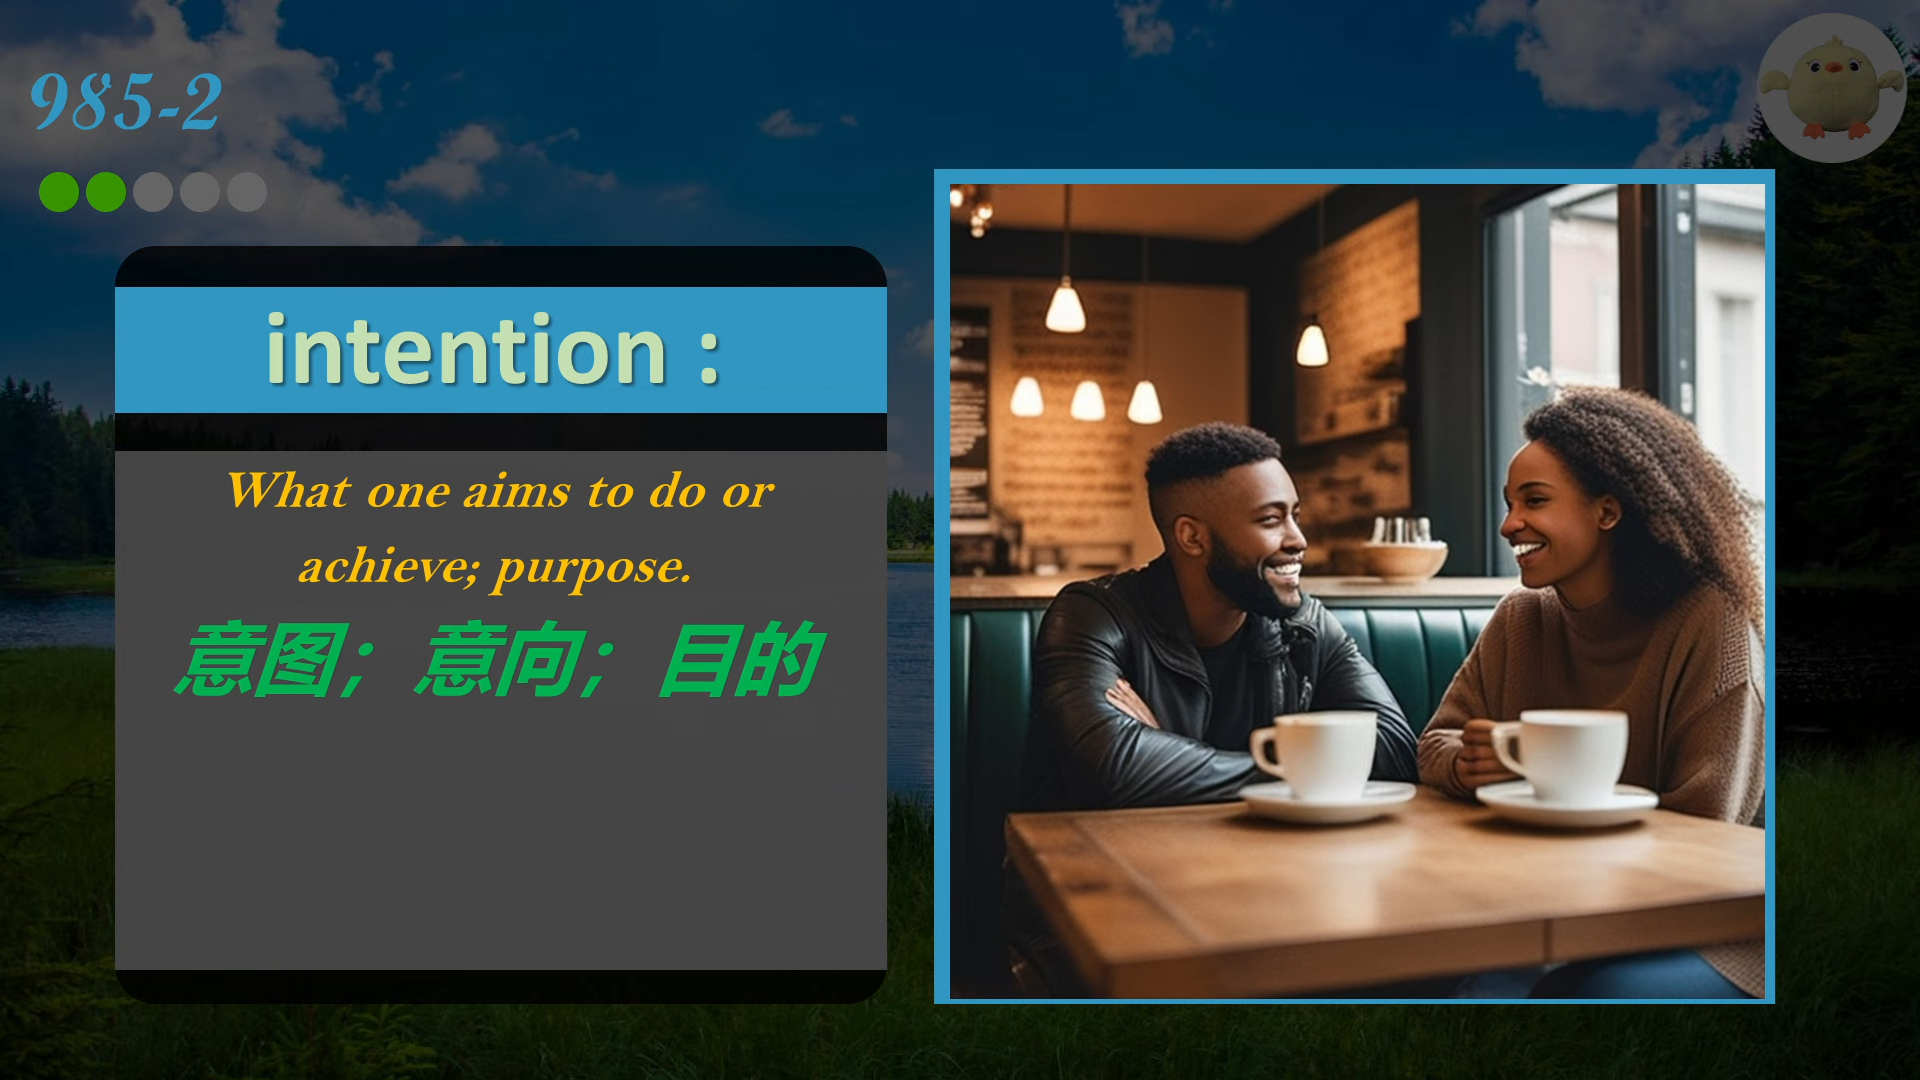 985-2
intention :
What one aims to do or
achieve; purpose.
意图；意向；目的